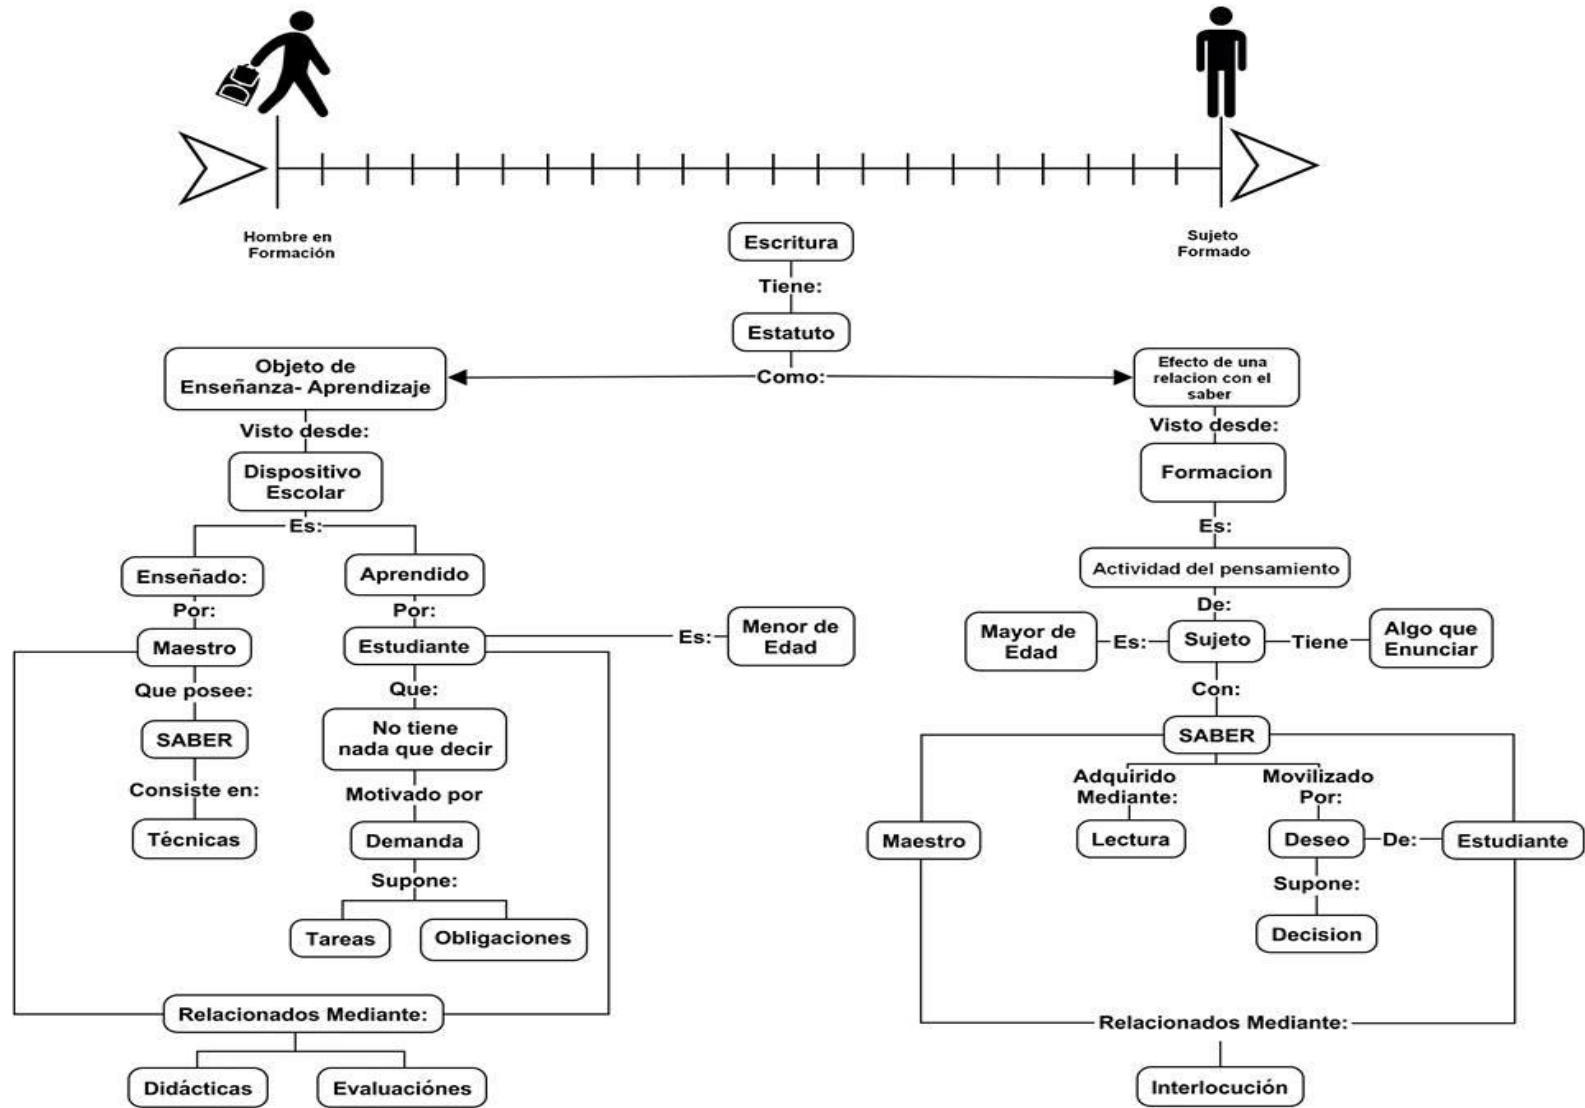 Hombre en
Formación
Sujeto
Formado
Escritura
Tiene:
Estatuto
Como:
Objeto de
Enseñanza- Aprendizaje
Visto desde:
Dispositivo
Escolar
Es:
Enseñado:
Por:
Maestro
Que posee:
SABER
Consiste en:
Técnicas
Aprendido
Por:
Estudiante
Es:
Menor de
Edad
Que:
No tiene
nada que decir
Motivado por
Demanda
Supone:
Tareas
Obligaciones
Relacionados Mediante:
Didácticas
Evaluaciónes
Efecto de una
relacion con el
saber
Visto desde:
Formacion
Es:
Actividad del pensamiento
De:
Mayor de
Edad
Es:
Sujeto
Tiene
Algo que
Enunciar
Con:
SABER
Adquirido
Mediante:
Lectura
Movilizado
Por:
Deseo
De:
Estudiante
Maestro
Supone:
Decision
Relacionados Mediante:
Interlocución